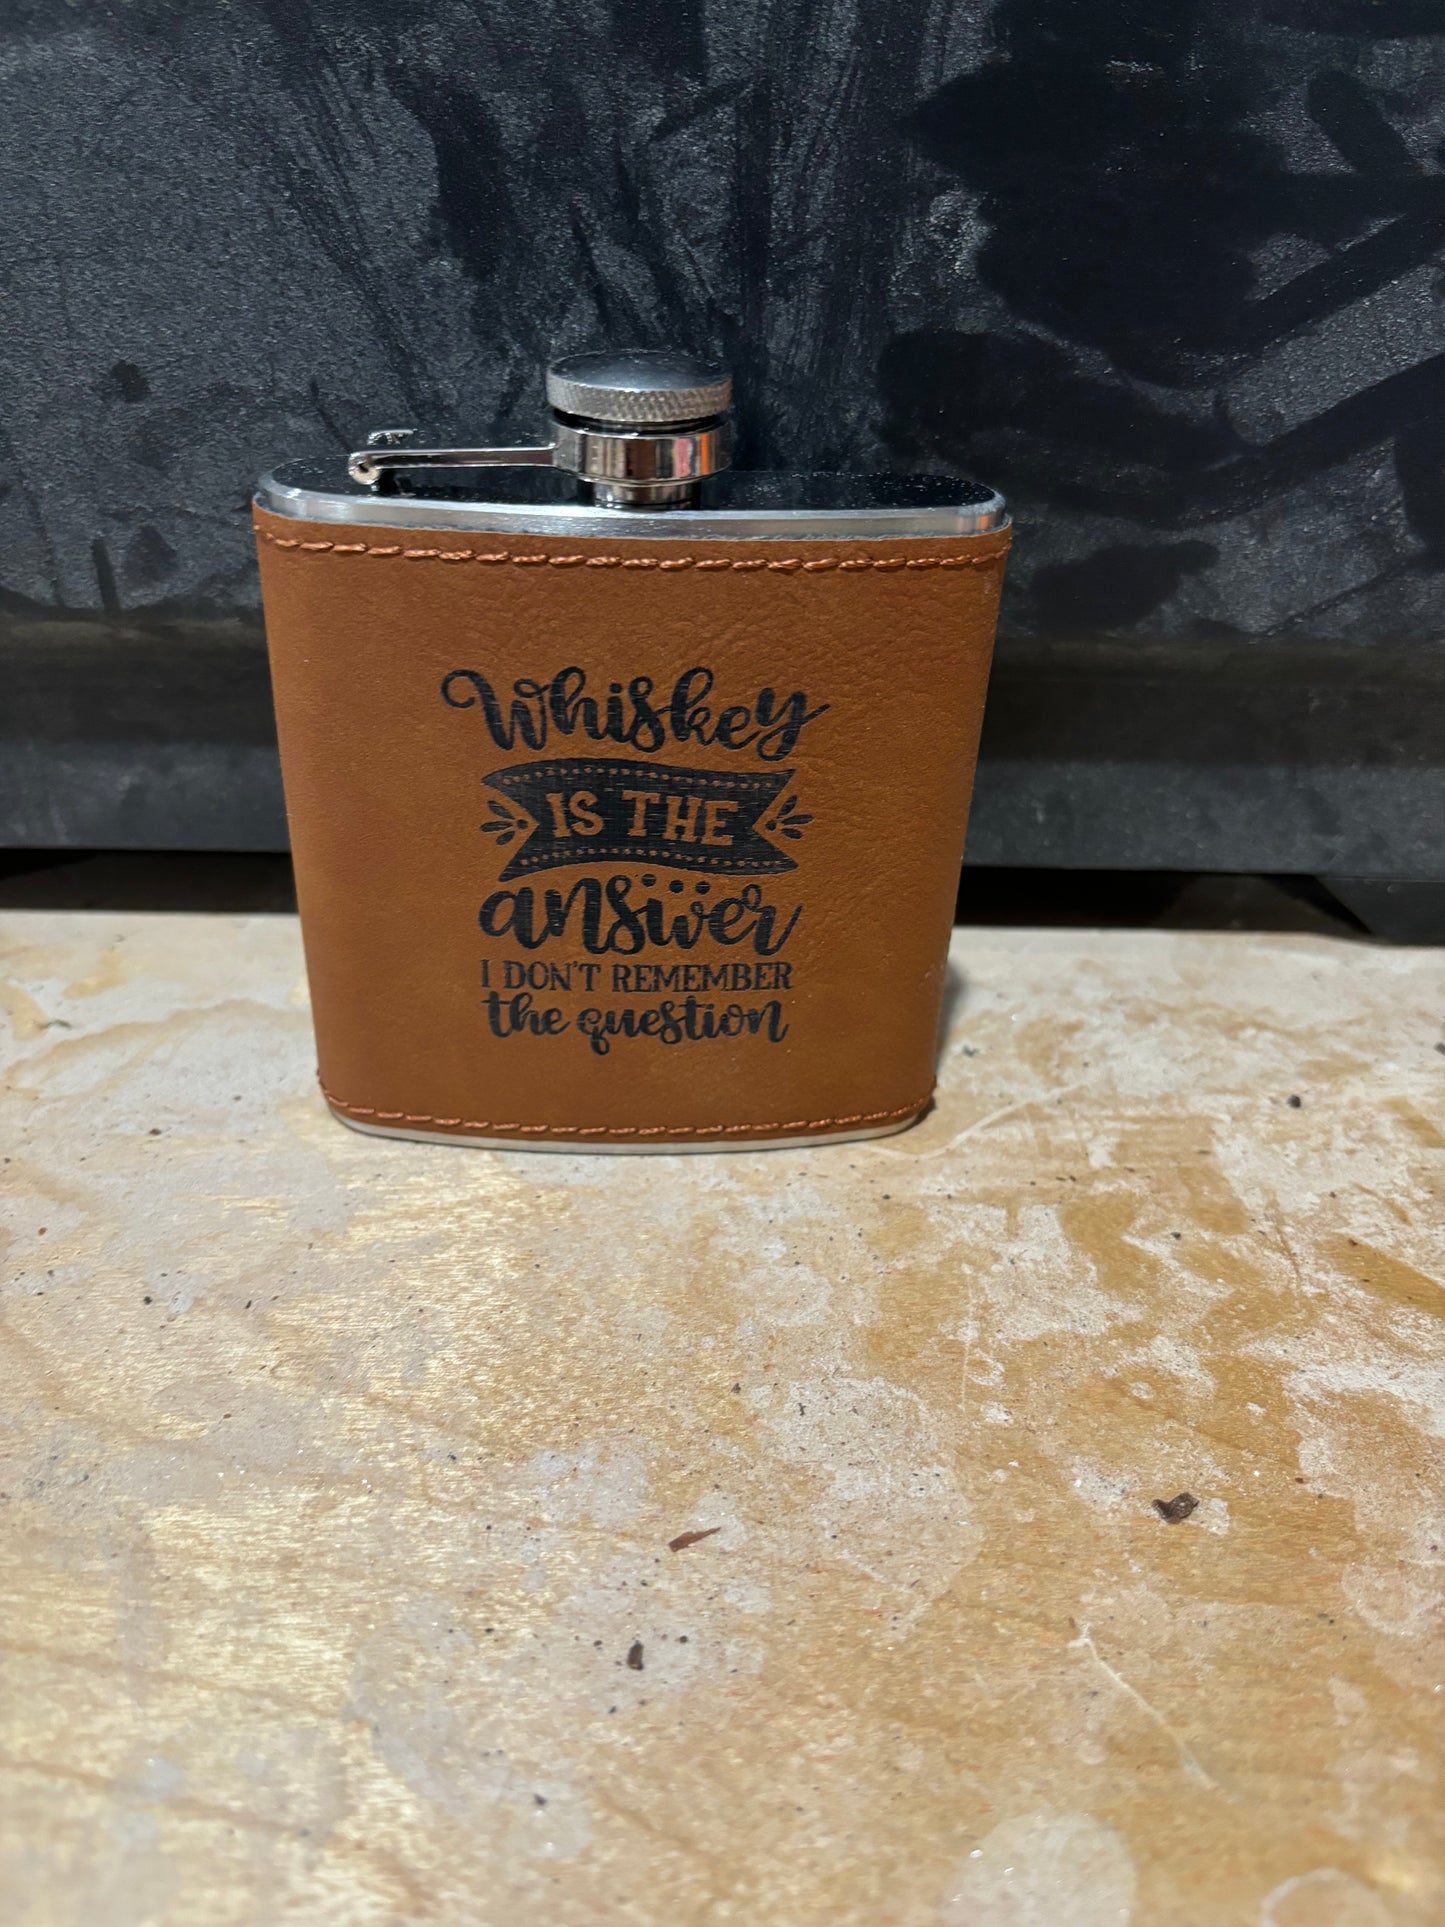 Whiskey
IS THE
answer
I DON'T REMEMBER
the question